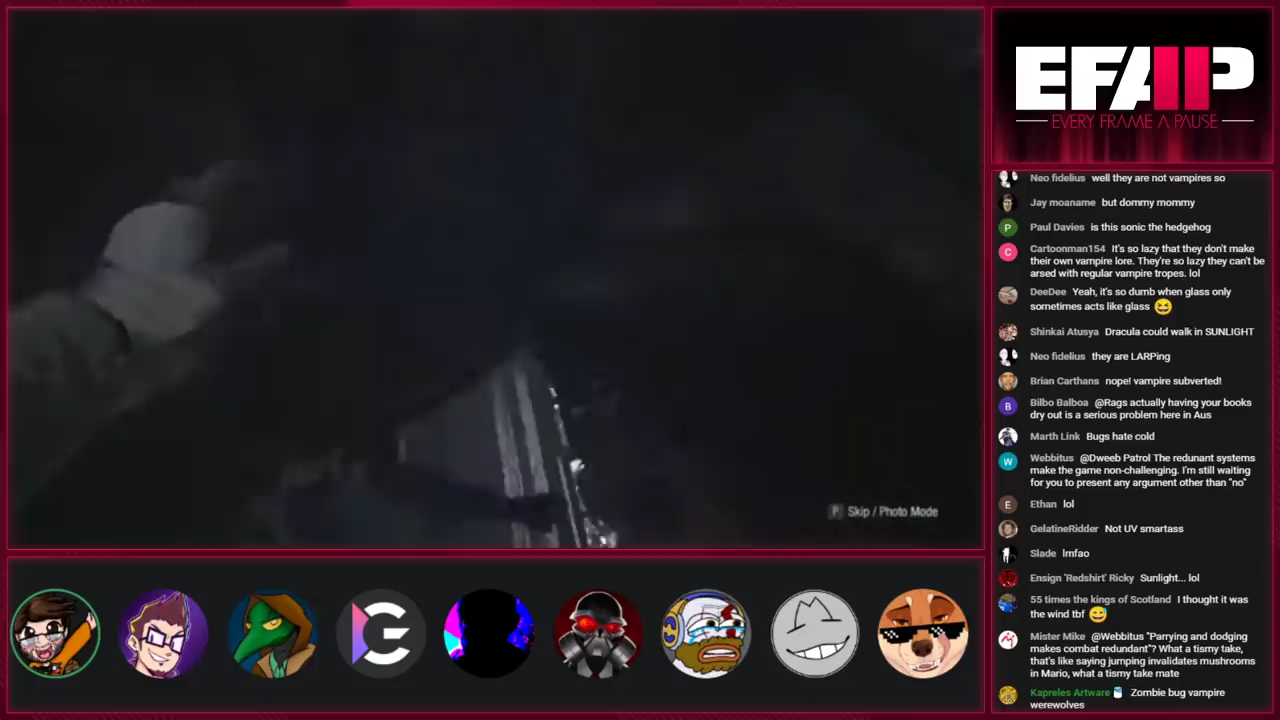 EFAP
EVERY FRAME A PAUSE
Neo fidelius well they are not vampires so
Jay moaname but dommy mommy
P Paul Davies is this sonic the hedgehog
C Cartoonman154 It's so lazy that they don't make
their own vampire lore. They're so lazy they can't be
arsed with regular vampire tropes. lol
DeeDee Yeah, it's so dumb when glass only
sometimes acts like glass 😆
Shinkai Atusya Dracula could walk in SUNLIGHT
Neo fidelius they are LARPing
Brian Carthans nope! vampire subverted!
B Bilbo Balboa @Rags actually having your books
dry out is a serious problem here in Aus
Marth Link Bugs hate cold
W Webbitus @Dweeb Patrol The redunant systems
make the game non-challenging. I'm still waiting
for you to present any argument other than "no"
E Ethan lol
GelatineRidder Not UV smartass
Slade lmfao
Ensign 'Redshirt' Ricky Sunlight... lol
55 times the kings of Scotland I thought it was
the wind tbf 😅
Mister Mike @Webbitus "Parrying and dodging
makes combat redundant"? What a tismy take,
that's like saying jumping invalidates mushrooms
in Mario, what a tismy take mate
Kapreles Artware Zombie bug vampire
werewolves
P Skip / Photo Mode